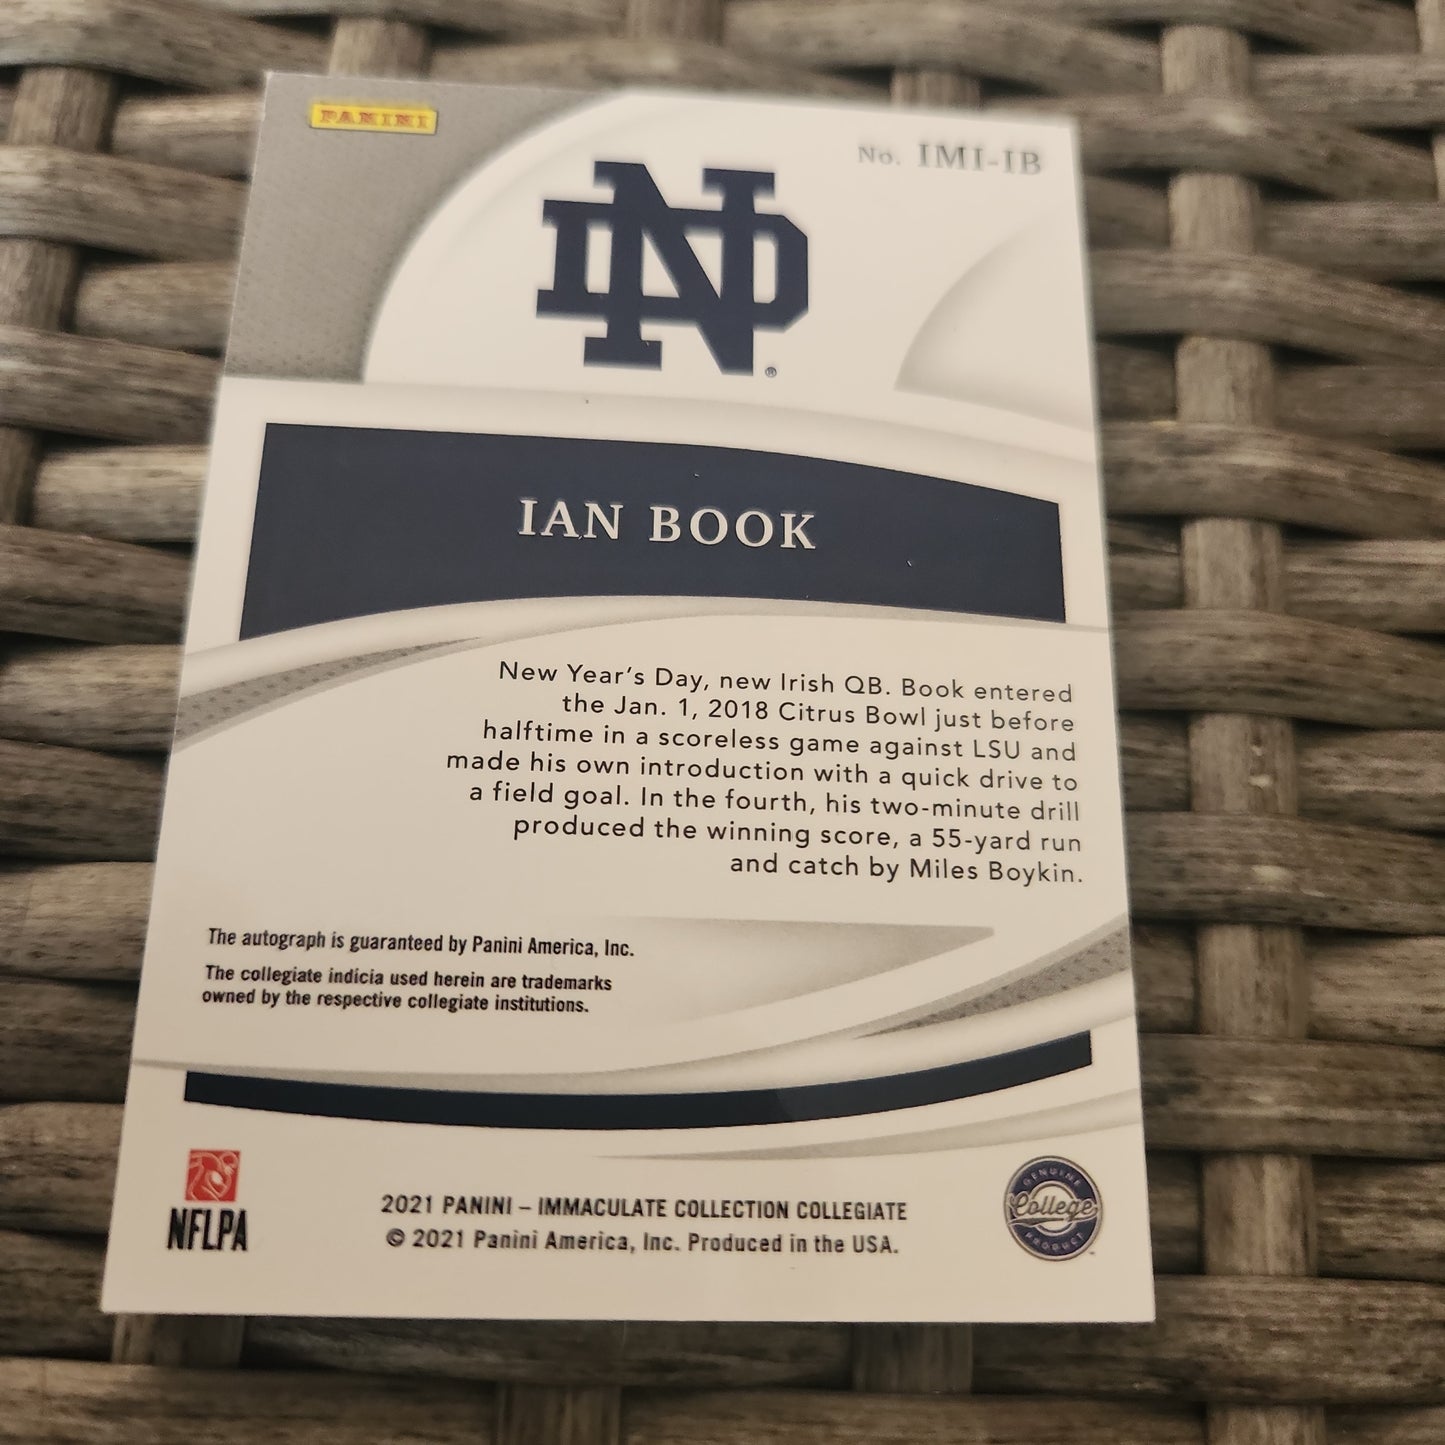 PANINI
No. IMI-IB
ND
®
IAN BOOK
New Year's Day, new Irish QB. Book entered
the Jan. 1, 2018 Citrus Bowl just before
halftime in a scoreless game against LSU and
made his own introduction with a quick drive to
a field goal. In the fourth, his two-minute drill
produced the winning score, a 55-yard run
and catch by Miles Boykin.
The autograph is guaranteed by Panini America, Inc.
The collegiate indicia used herein are trademarks
owned by the respective collegiate institutions.
NFLPA
2021 PANINI – IMMACULATE COLLECTION COLLEGIATE
© 2021 Panini America, Inc. Produced in the USA.
GENUINE
College
PRODUCT